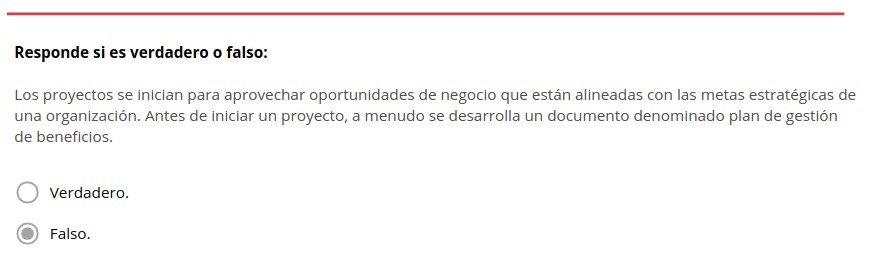 Responde si es verdadero o falso:
Los proyectos se inician para aprovechar oportunidades de negocio que están alineadas con las metas estratégicas de
una organización. Antes de iniciar un proyecto, a menudo se desarrolla un documento denominado plan de gestión
de beneficios.
Verdadero.
Falso.